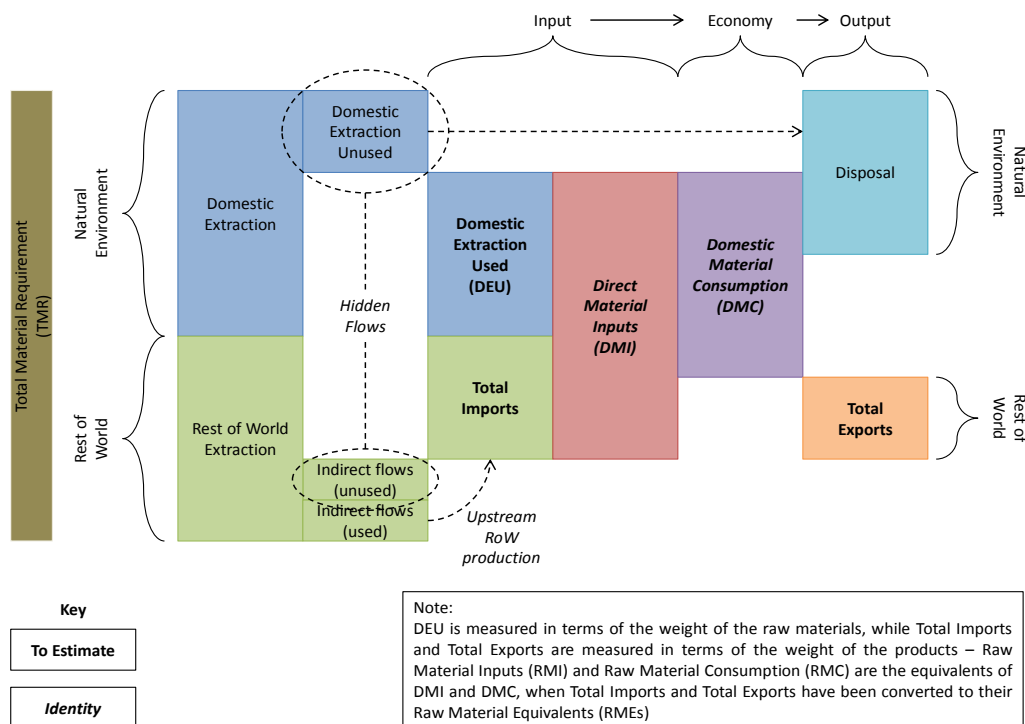 Input
Economy
Output
Total Material Requirement
(TMR)
Natural
Environment
Rest of
World
Domestic
Extraction
Domestic
Extraction
Unused
Hidden
Flows
Rest of World
Extraction
Indirect flows
(unused)
Indirect flows
(used)
Domestic
Extraction
Used
(DEU)
Total
Imports
Upstream
RoW
production
Direct
Material
Inputs
(DMI)
Domestic
Material
Consumption
(DMC)
Disposal
Total
Exports
Natural
Environment
Rest of
World
Key
To Estimate
Identity
Note:
DEU is measured in terms of the weight of the raw materials, while Total Imports
and Total Exports are measured in terms of the weight of the products – Raw
Material Inputs (RMI) and Raw Material Consumption (RMC) are the equivalents
of DMI and DMC, when Total Imports and Total Exports have been converted to their
Raw Material Equivalents (RMEs)